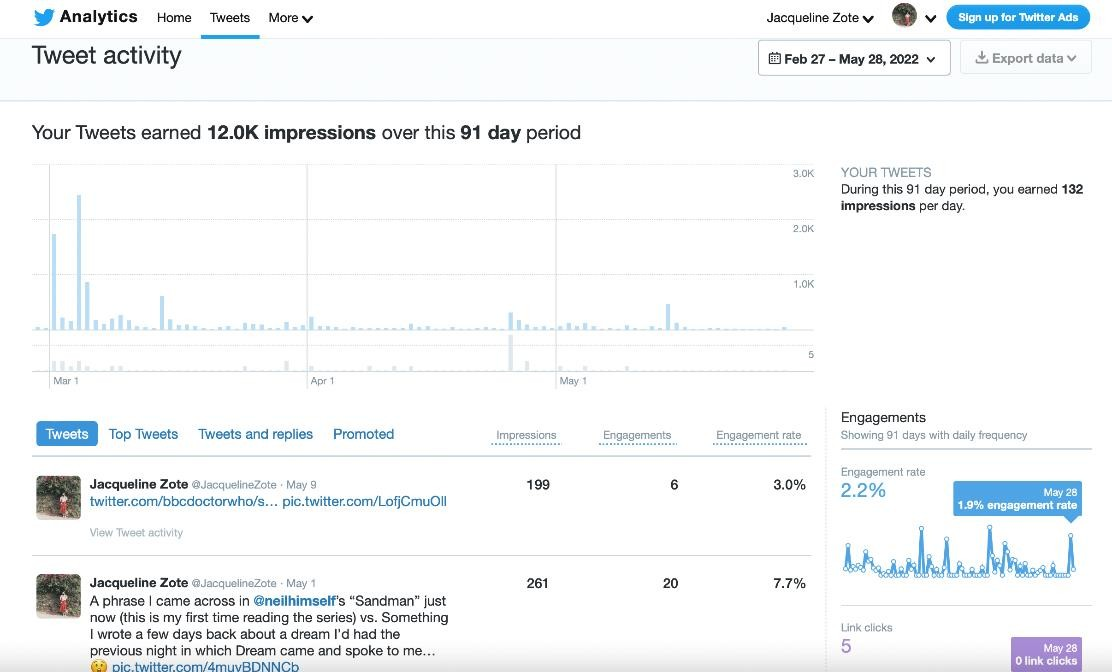 Analytics Home Tweets More Jacqueline Zote Sign up for Twitter Ads
Tweet activity
Feb 27 – May 28, 2022 Export data
Your Tweets earned 12.0K impressions over this 91 day period
3.0K
2.0K
1.0K
5
Mar 1 Apr 1 May 1
YOUR TWEETS
During this 91 day period, you earned 132
impressions per day.
Tweets Top Tweets Tweets and replies Promoted Impressions Engagements Engagement rate
Jacqueline Zote @JacquelineZote · May 9 199 6 3.0%
twitter.com/bbcdoctorwho/s… pic.twitter.com/LofjCmuOll
View Tweet activity
Jacqueline Zote @JacquelineZote · May 1 261 20 7.7%
A phrase I came across in @neilhimself's “Sandman” just
now (this is my first time reading the series) vs. Something
I wrote a few days back about a dream I'd had the
previous night in which Dream came and spoke to me…
pic.twitter.com/4muvBDNNCb
Engagements
Showing 91 days with daily frequency
Engagement rate
2.2%
May 28
1.9% engagement rate
Link clicks
5
May 28
0 link clicks